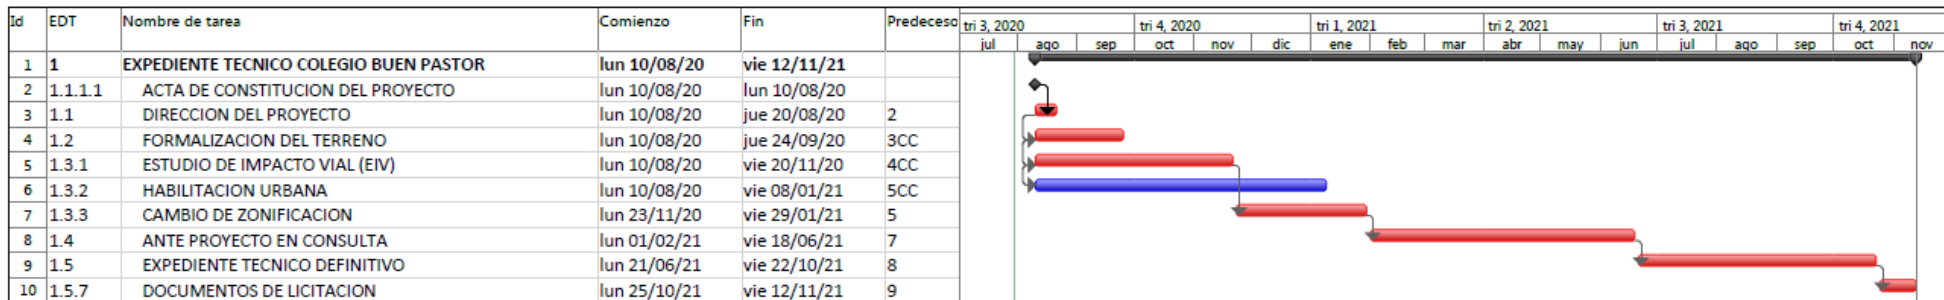 Id EDT Nombre de tarea Comienzo Fin Predeceso tri 3, 2020 tri 4, 2020 tri 1, 2021 tri 2, 2021 tri 3, 2021 tri 4, 2021
jul ago sep oct nov dic ene feb mar abr may jun jul ago sep oct nov
1 1 EXPEDIENTE TECNICO COLEGIO BUEN PASTOR lun 10/08/20 vie 12/11/21
2 1.1.1.1 ACTA DE CONSTITUCION DEL PROYECTO lun 10/08/20 lun 10/08/20
3 1.1 DIRECCION DEL PROYECTO lun 10/08/20 jue 20/08/20 2
4 1.2 FORMALIZACION DEL TERRENO lun 10/08/20 jue 24/09/20 3CC
5 1.3.1 ESTUDIO DE IMPACTO VIAL (EIV) lun 10/08/20 vie 20/11/20 4CC
6 1.3.2 HABILITACION URBANA lun 10/08/20 vie 08/01/21 5CC
7 1.3.3 CAMBIO DE ZONIFICACION lun 23/11/20 vie 29/01/21 5
8 1.4 ANTE PROYECTO EN CONSULTA lun 01/02/21 vie 18/06/21 7
9 1.5 EXPEDIENTE TECNICO DEFINITIVO lun 21/06/21 vie 22/10/21 8
10 1.5.7 DOCUMENTOS DE LICITACION lun 25/10/21 vie 12/11/21 9